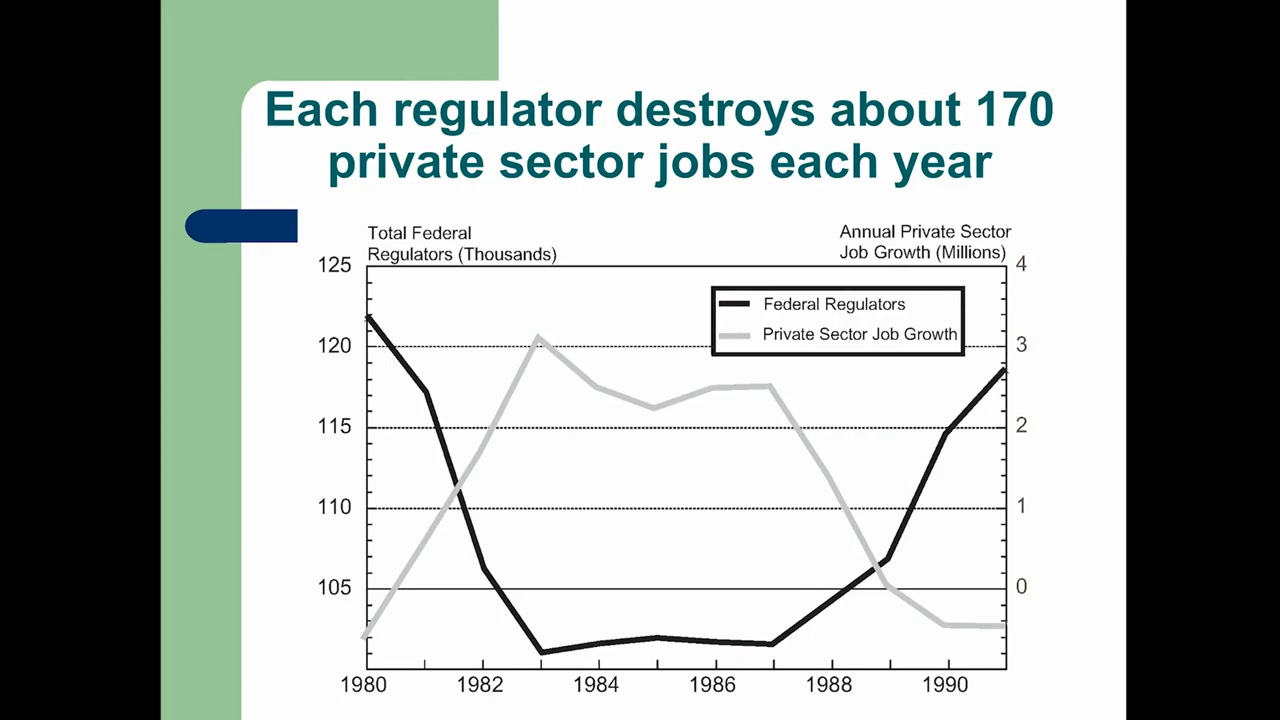 Each regulator destroys about 170
private sector jobs each year
Total Federal
Regulators (Thousands)
Annual Private Sector
Job Growth (Millions)
125
120
115
110
105
4
3
2
1
0
Federal Regulators
Private Sector Job Growth
1980 1982 1984 1986 1988 1990